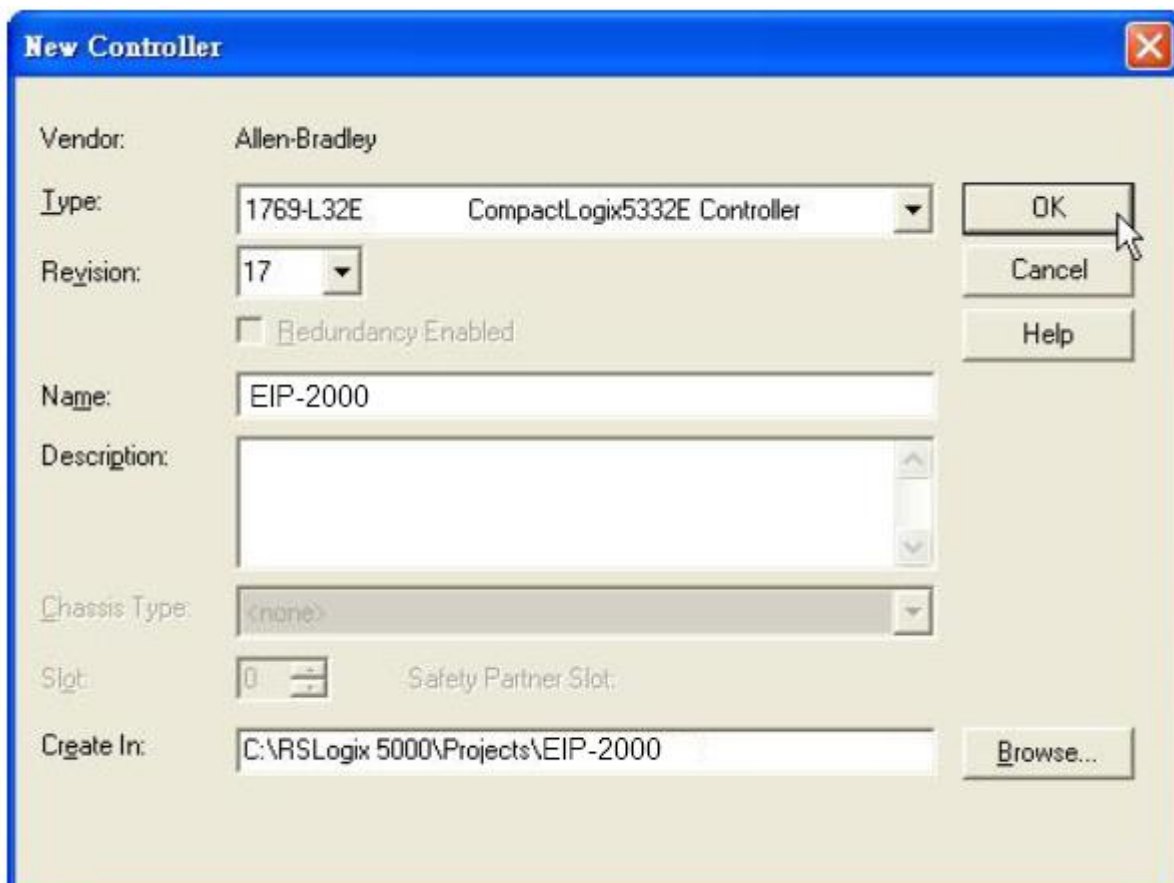 New Controller
Vendor: Allen-Bradley
Type: 1769-L32E CompactLogix5332E Controller OK
Revision: 17 Cancel
Redundancy Enabled Help
Name: EIP-2000
Description:
Chassis Type: <none>
Slot: 0 Safety Partner Slot:
Create In: C:\RSLogix 5000\Projects\EIP-2000 Browse...